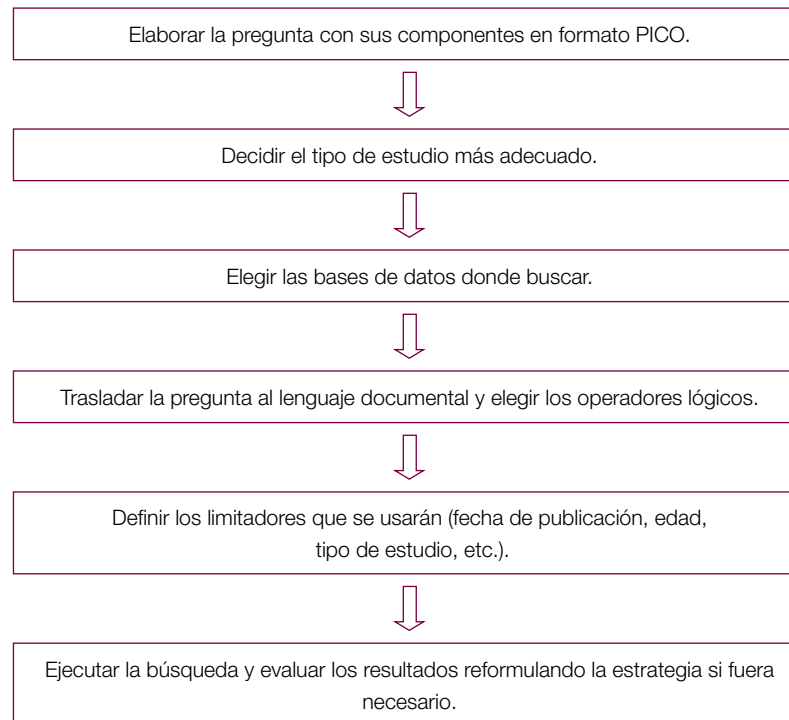 Elaborar la pregunta con sus componentes en formato PICO.
Decidir el tipo de estudio más adecuado.
Elegir las bases de datos donde buscar.
Trasladar la pregunta al lenguaje documental y elegir los operadores lógicos.
Definir los limitadores que se usarán (fecha de publicación, edad,
tipo de estudio, etc.).
Ejecutar la búsqueda y evaluar los resultados reformulando la estrategia si fuera
necesario.